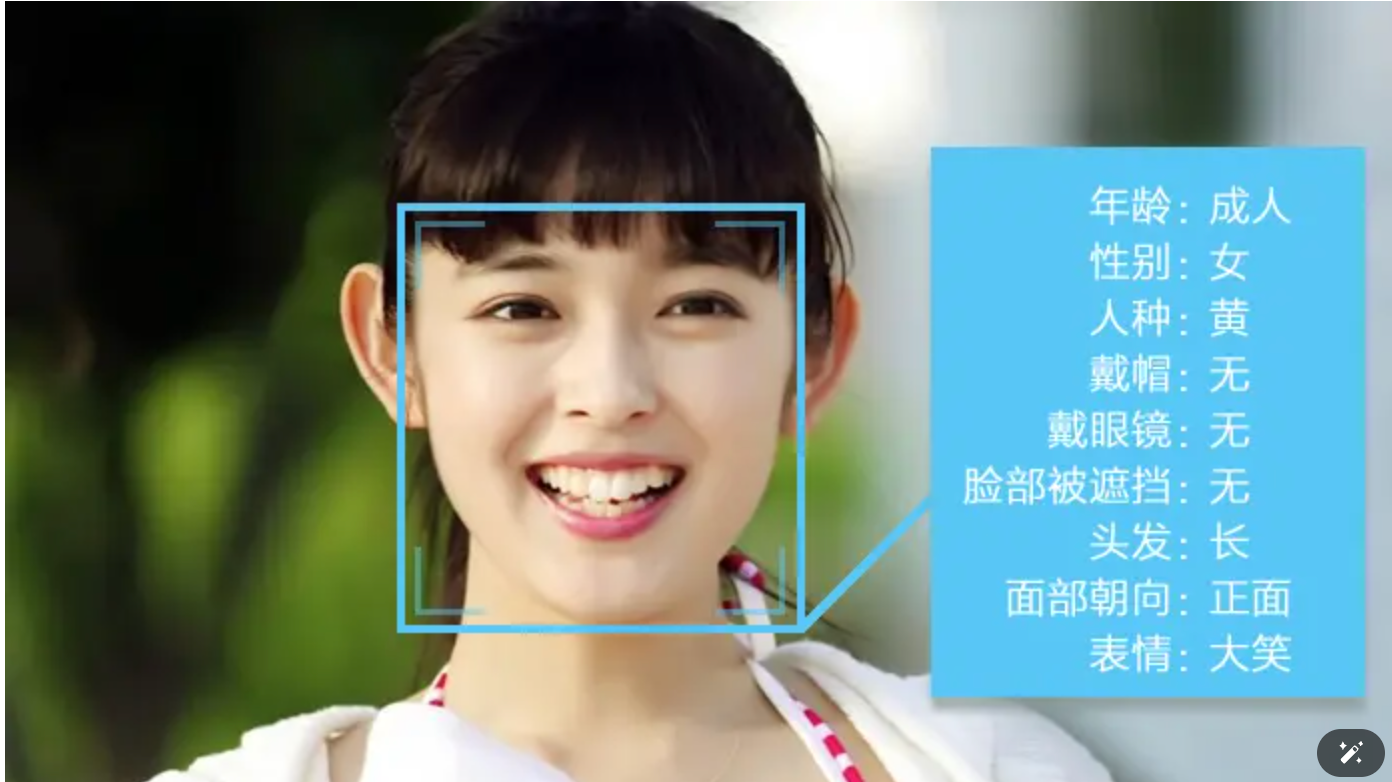 年龄：成人
性别：女
人种：黄
戴帽：无
戴眼镜：无
脸部被遮挡：无
头发：长
面部朝向：正面
表情：大笑